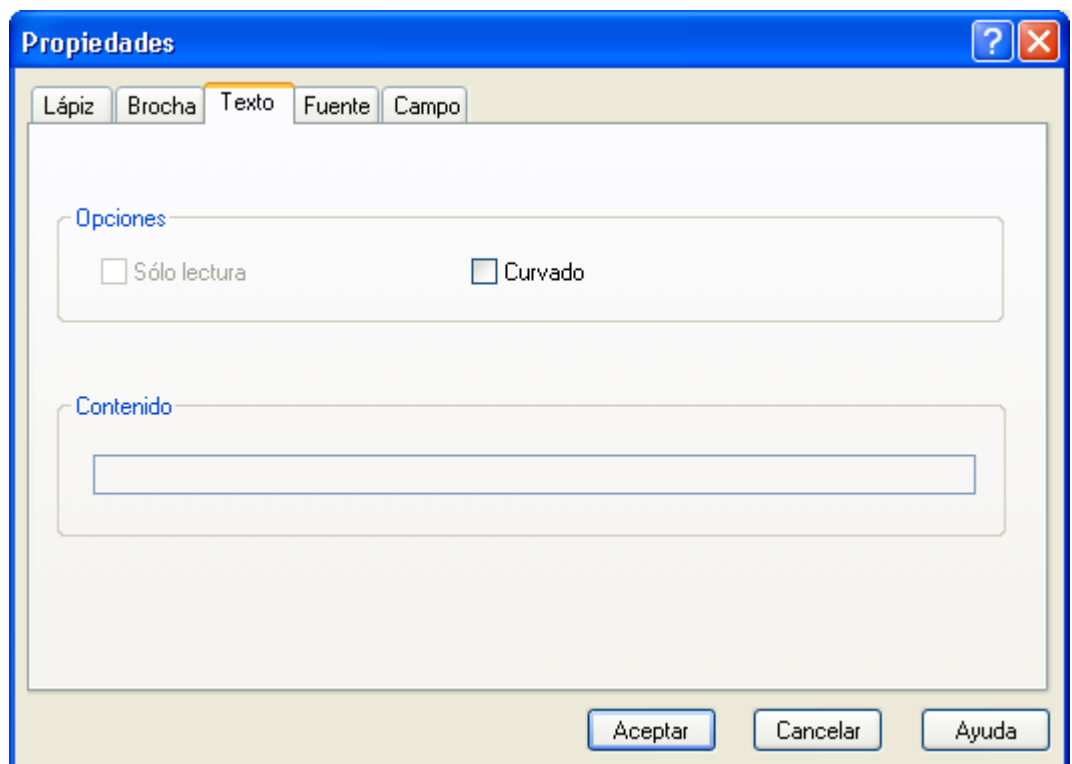 Propiedades
Lápiz Brocha Texto Fuente Campo
Opciones
Sólo lectura Curvado
Contenido
Aceptar Cancelar Ayuda